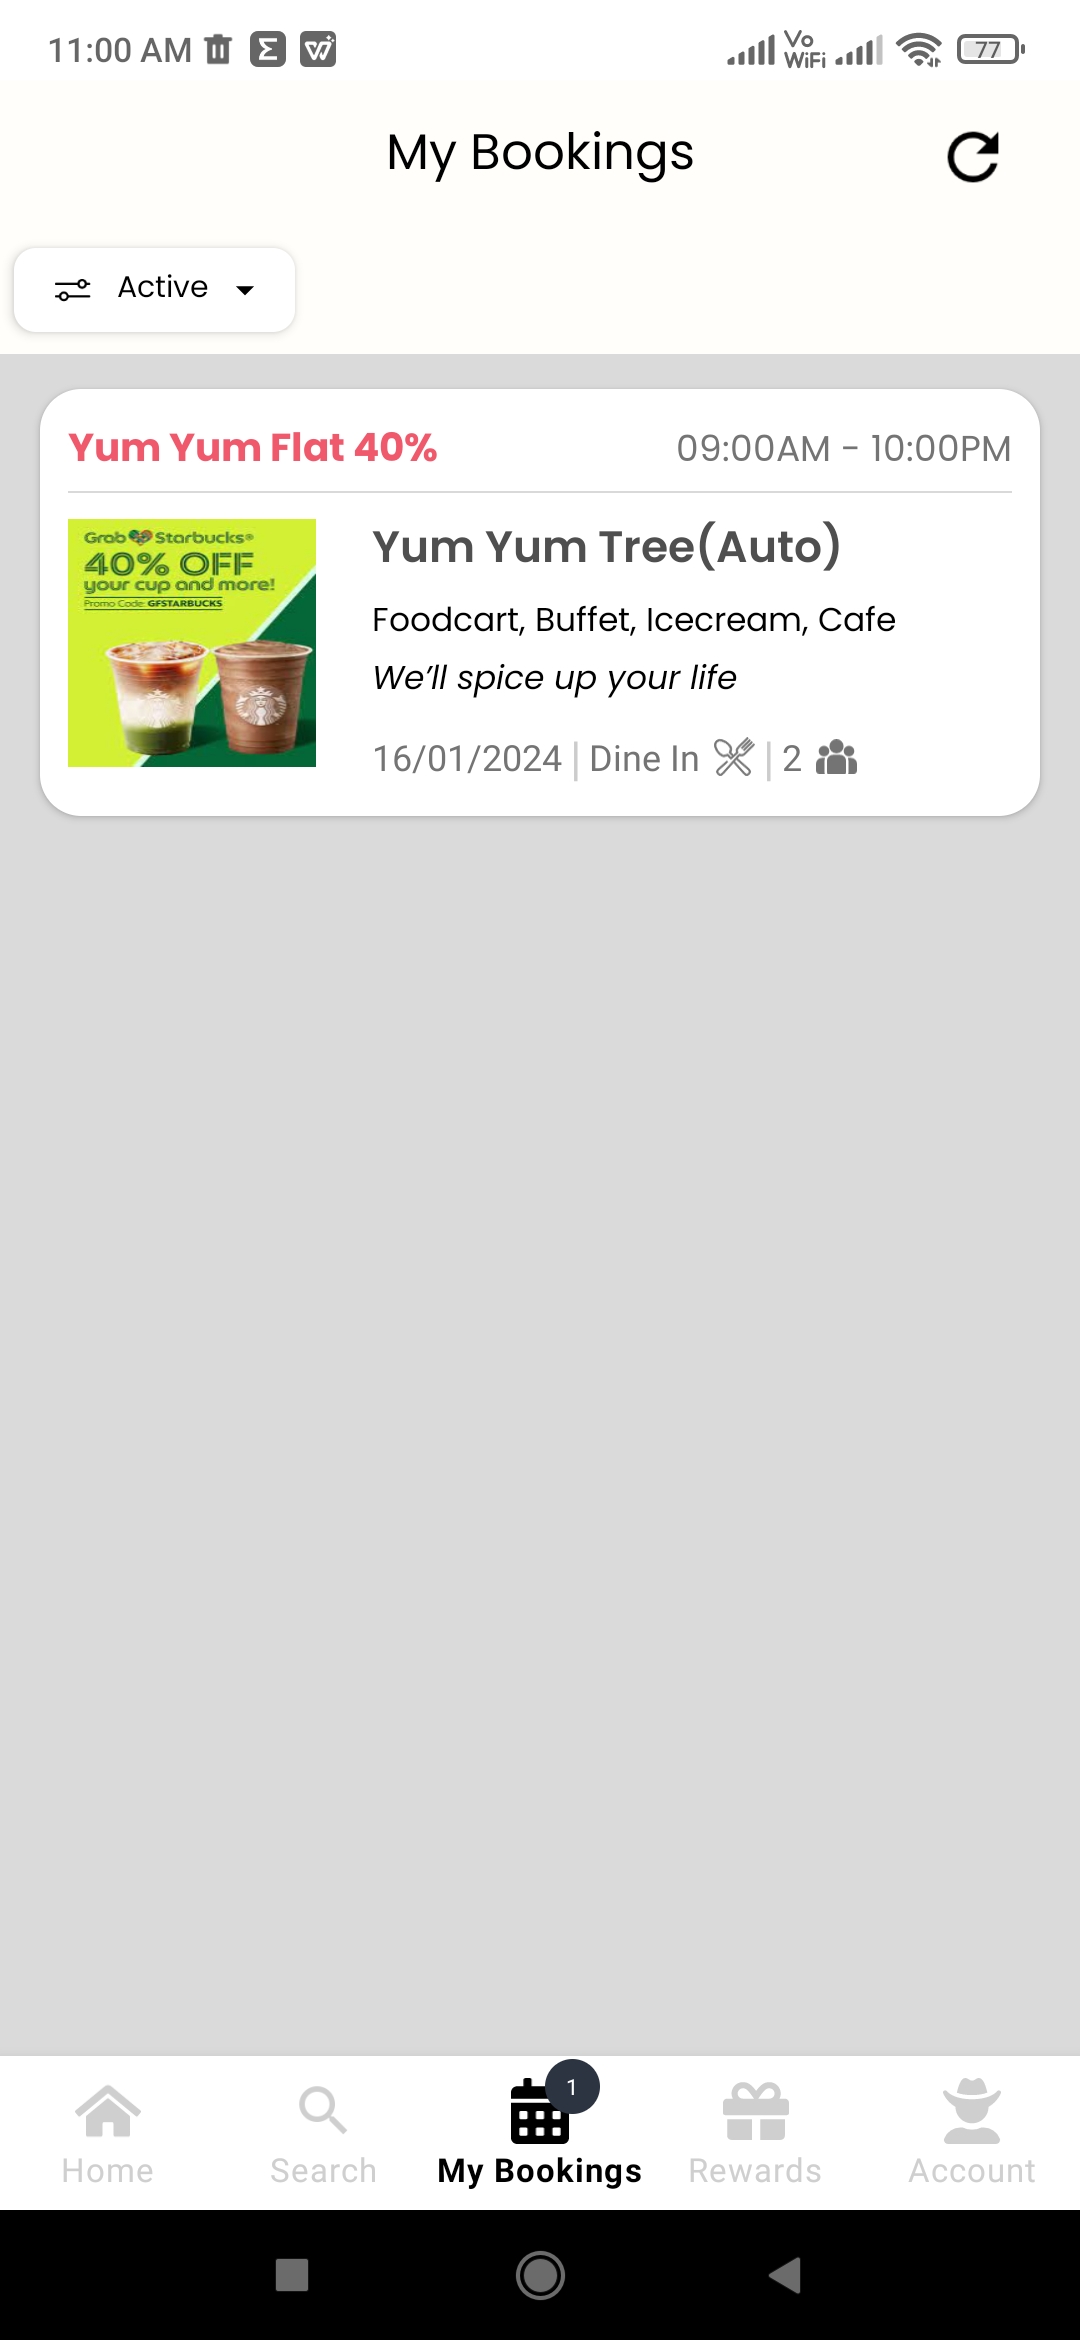 11:00 AM
Vo
WiFi
77
My Bookings
Active
Yum Yum Flat 40%
09:00AM - 10:00PM
Grab Starbucks®
40% OFF
your cup and more!
Promo Code: GFSTARBUCKS
Yum Yum Tree(Auto)
Foodcart, Buffet, Icecream, Cafe
We’ll spice up your life
16/01/2024 | Dine In | 2
1
Home
Search
My Bookings
Rewards
Account